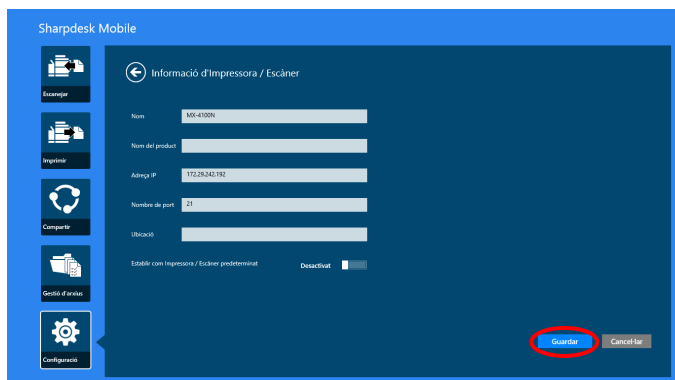 Sharpdesk Mobile
Escanejar
Imprimir
Compartir
Gestió d'arxius
Configuració
Informació d'Impressora / Escàner
Nom MX-4100N
Nom del product
Adreça IP 172.29.242.192
Nombre de port 21
Ubicació
Establir com Impressora / Escàner predeterminat Desactivat
Guardar Cancel·lar